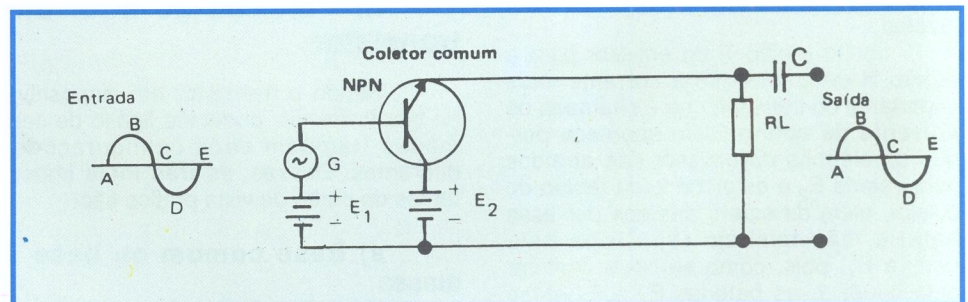 Coletor comum
NPN
C
Entrada
Saída
B
C
E
A
D
G
RL
B
C
E
A
D
+
E1
-
+
E2
-